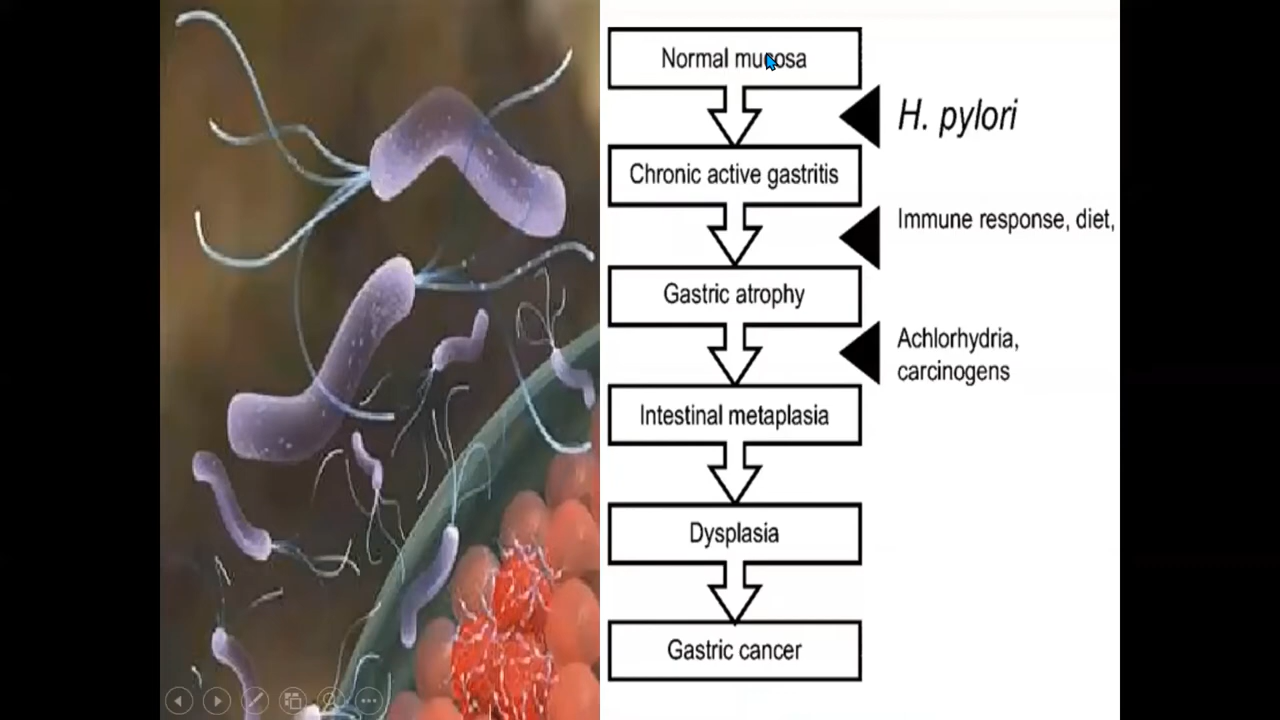 Normal mucosa
H. pylori
Chronic active gastritis
Immune response, diet,
Gastric atrophy
Achlorhydria,
carcinogens
Intestinal metaplasia
Dysplasia
Gastric cancer